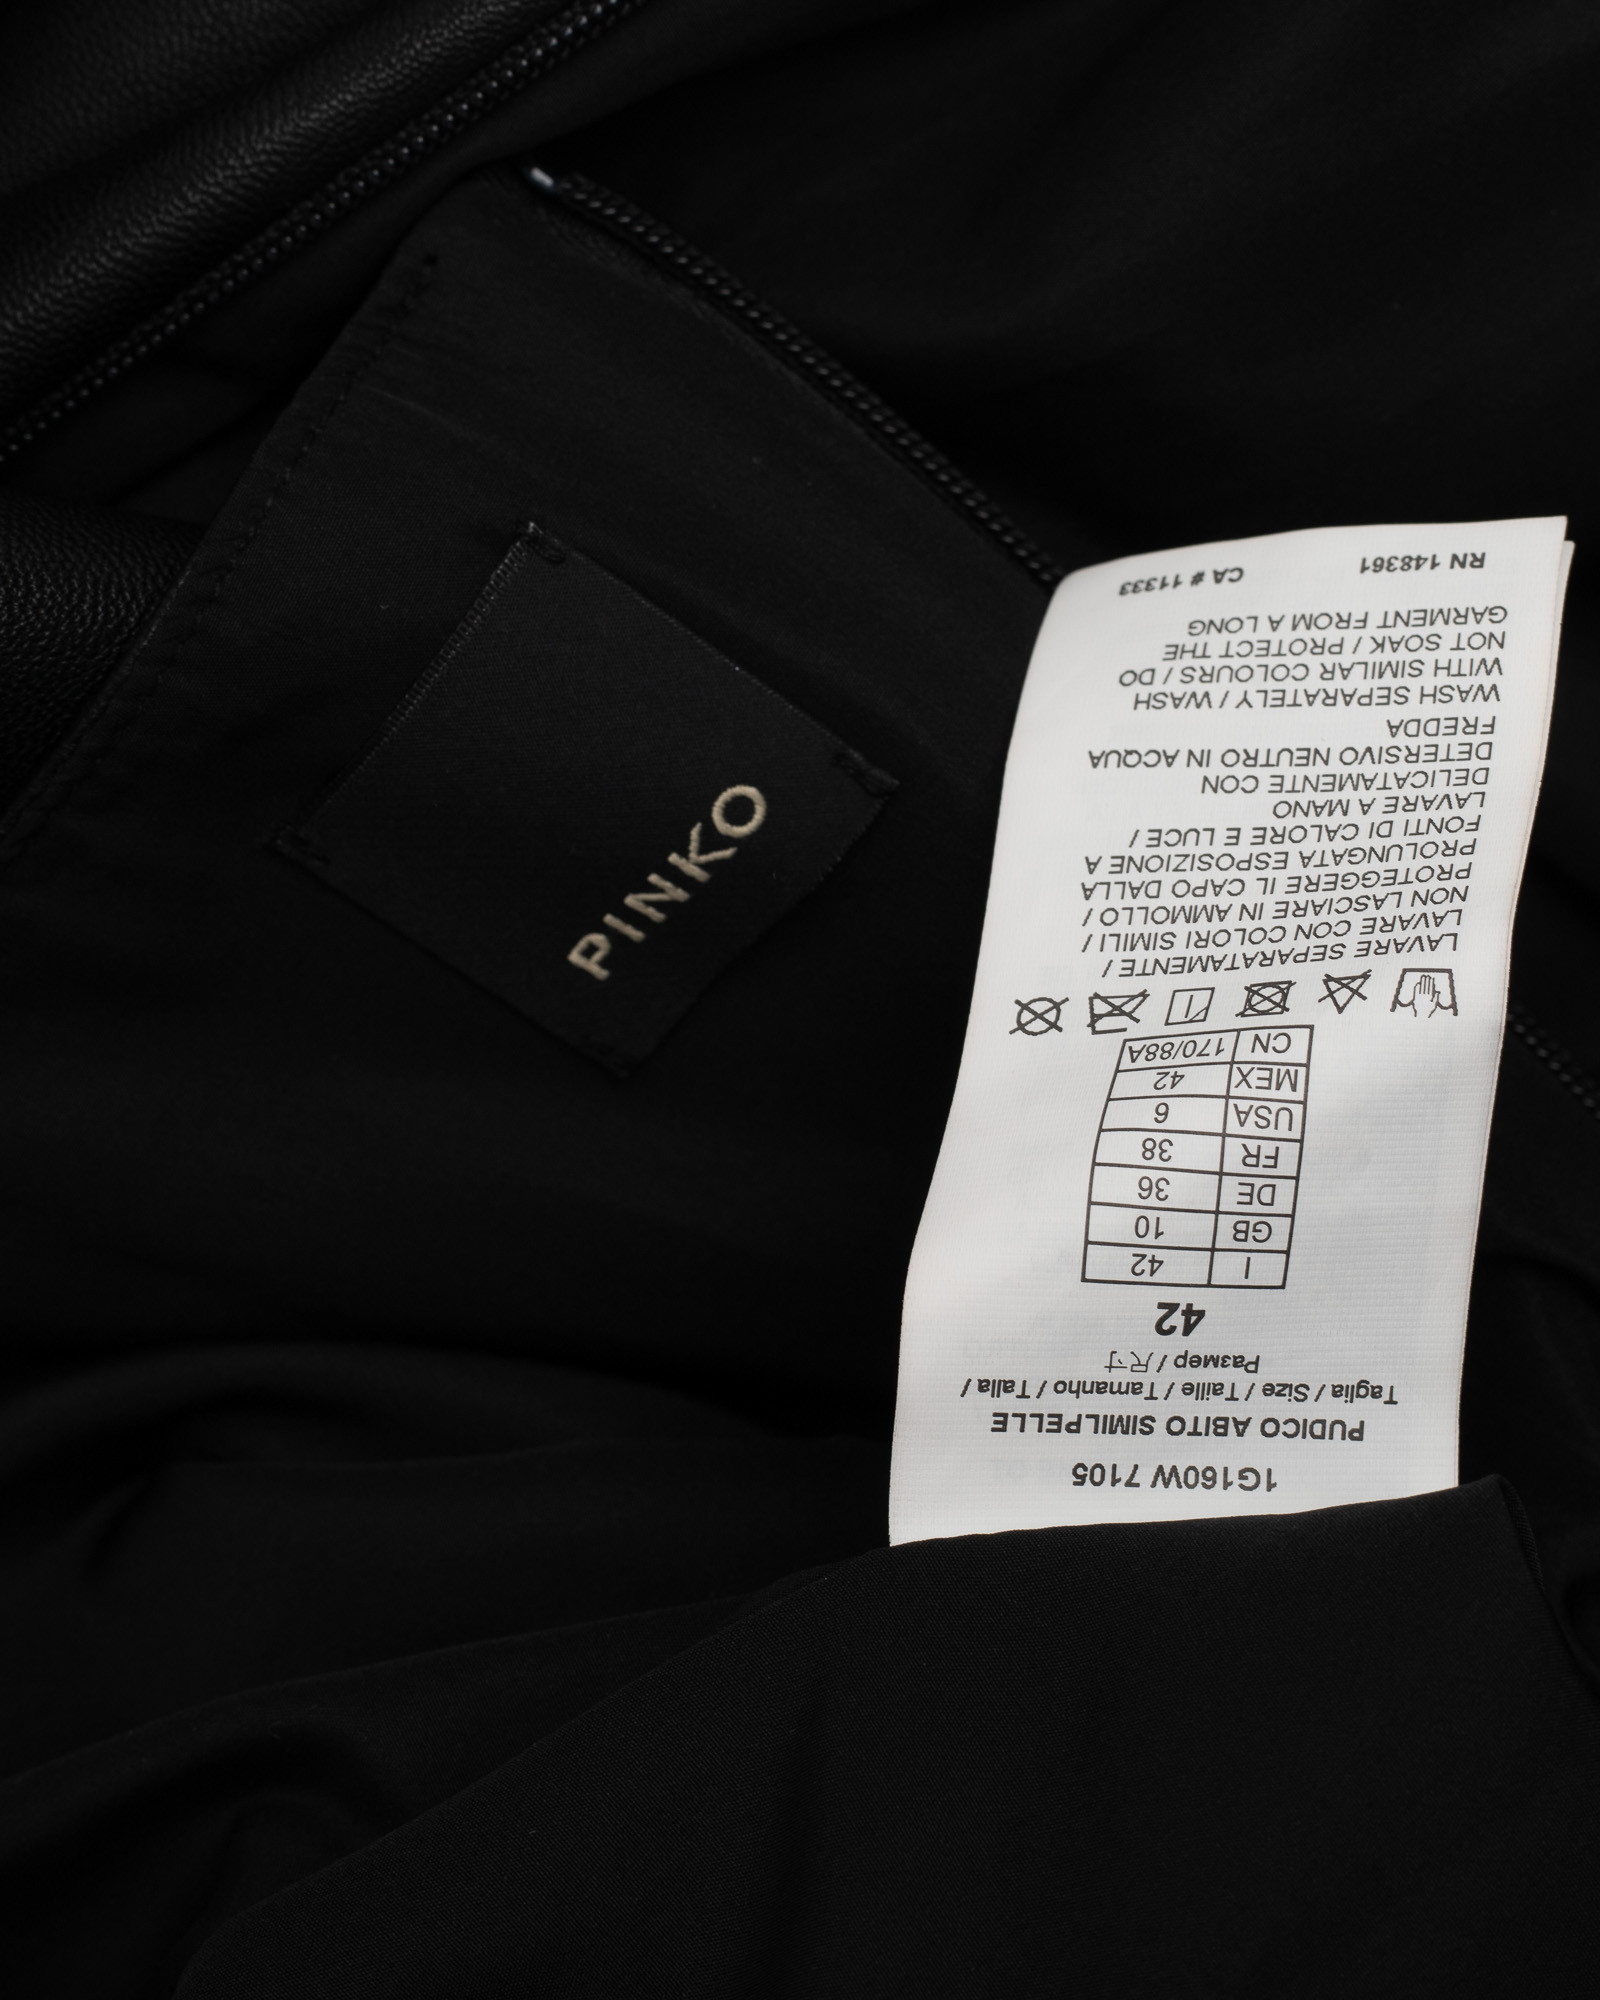 PINKO
1G160W 7105
PUDICO ABITO SIMILPELLE
Taglia / Size / Taille / Tamanho / Talla /
Размер / 尺寸
42
I 42
GB 10
DE 36
FR 38
USA 6
MEX 42
CN 170/88A
LAVARE SEPARATAMENTE /
LAVARE CON COLORI SIMILI /
NON LASCIARE IN AMMOLLO /
PROTEGGERE IL CAPO DALLA
PROLUNGATA ESPOSIZIONE A
FONTI DI CALORE E LUCE /
LAVARE A MANO
DELICATAMENTE CON
DETERSIVO NEUTRO IN ACQUA
FREDDA
WASH SEPARATELY / WASH
WITH SIMILAR COLOURS / DO
NOT SOAK / PROTECT THE
GARMENT FROM A LONG
RN 148361 CA # 11333